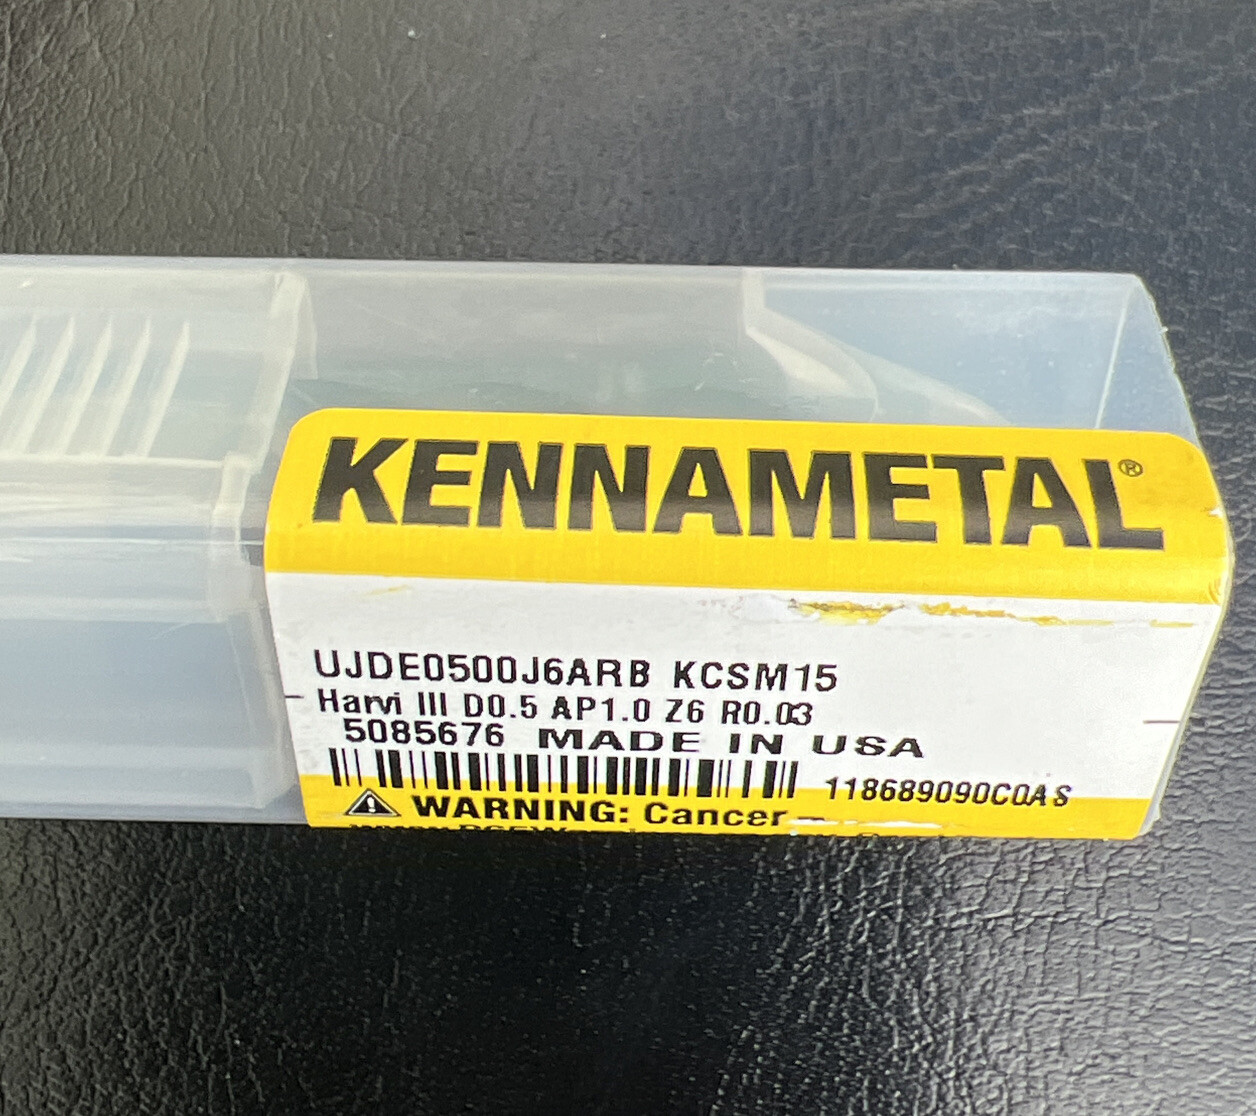 KENNAMETAL®
UJDE0500J6ARB KCSM15
Harvi III D0.5 AP1.0 Z6 R0.03
5085676 MADE IN USA
118689090C0AS
WARNING: Cancer